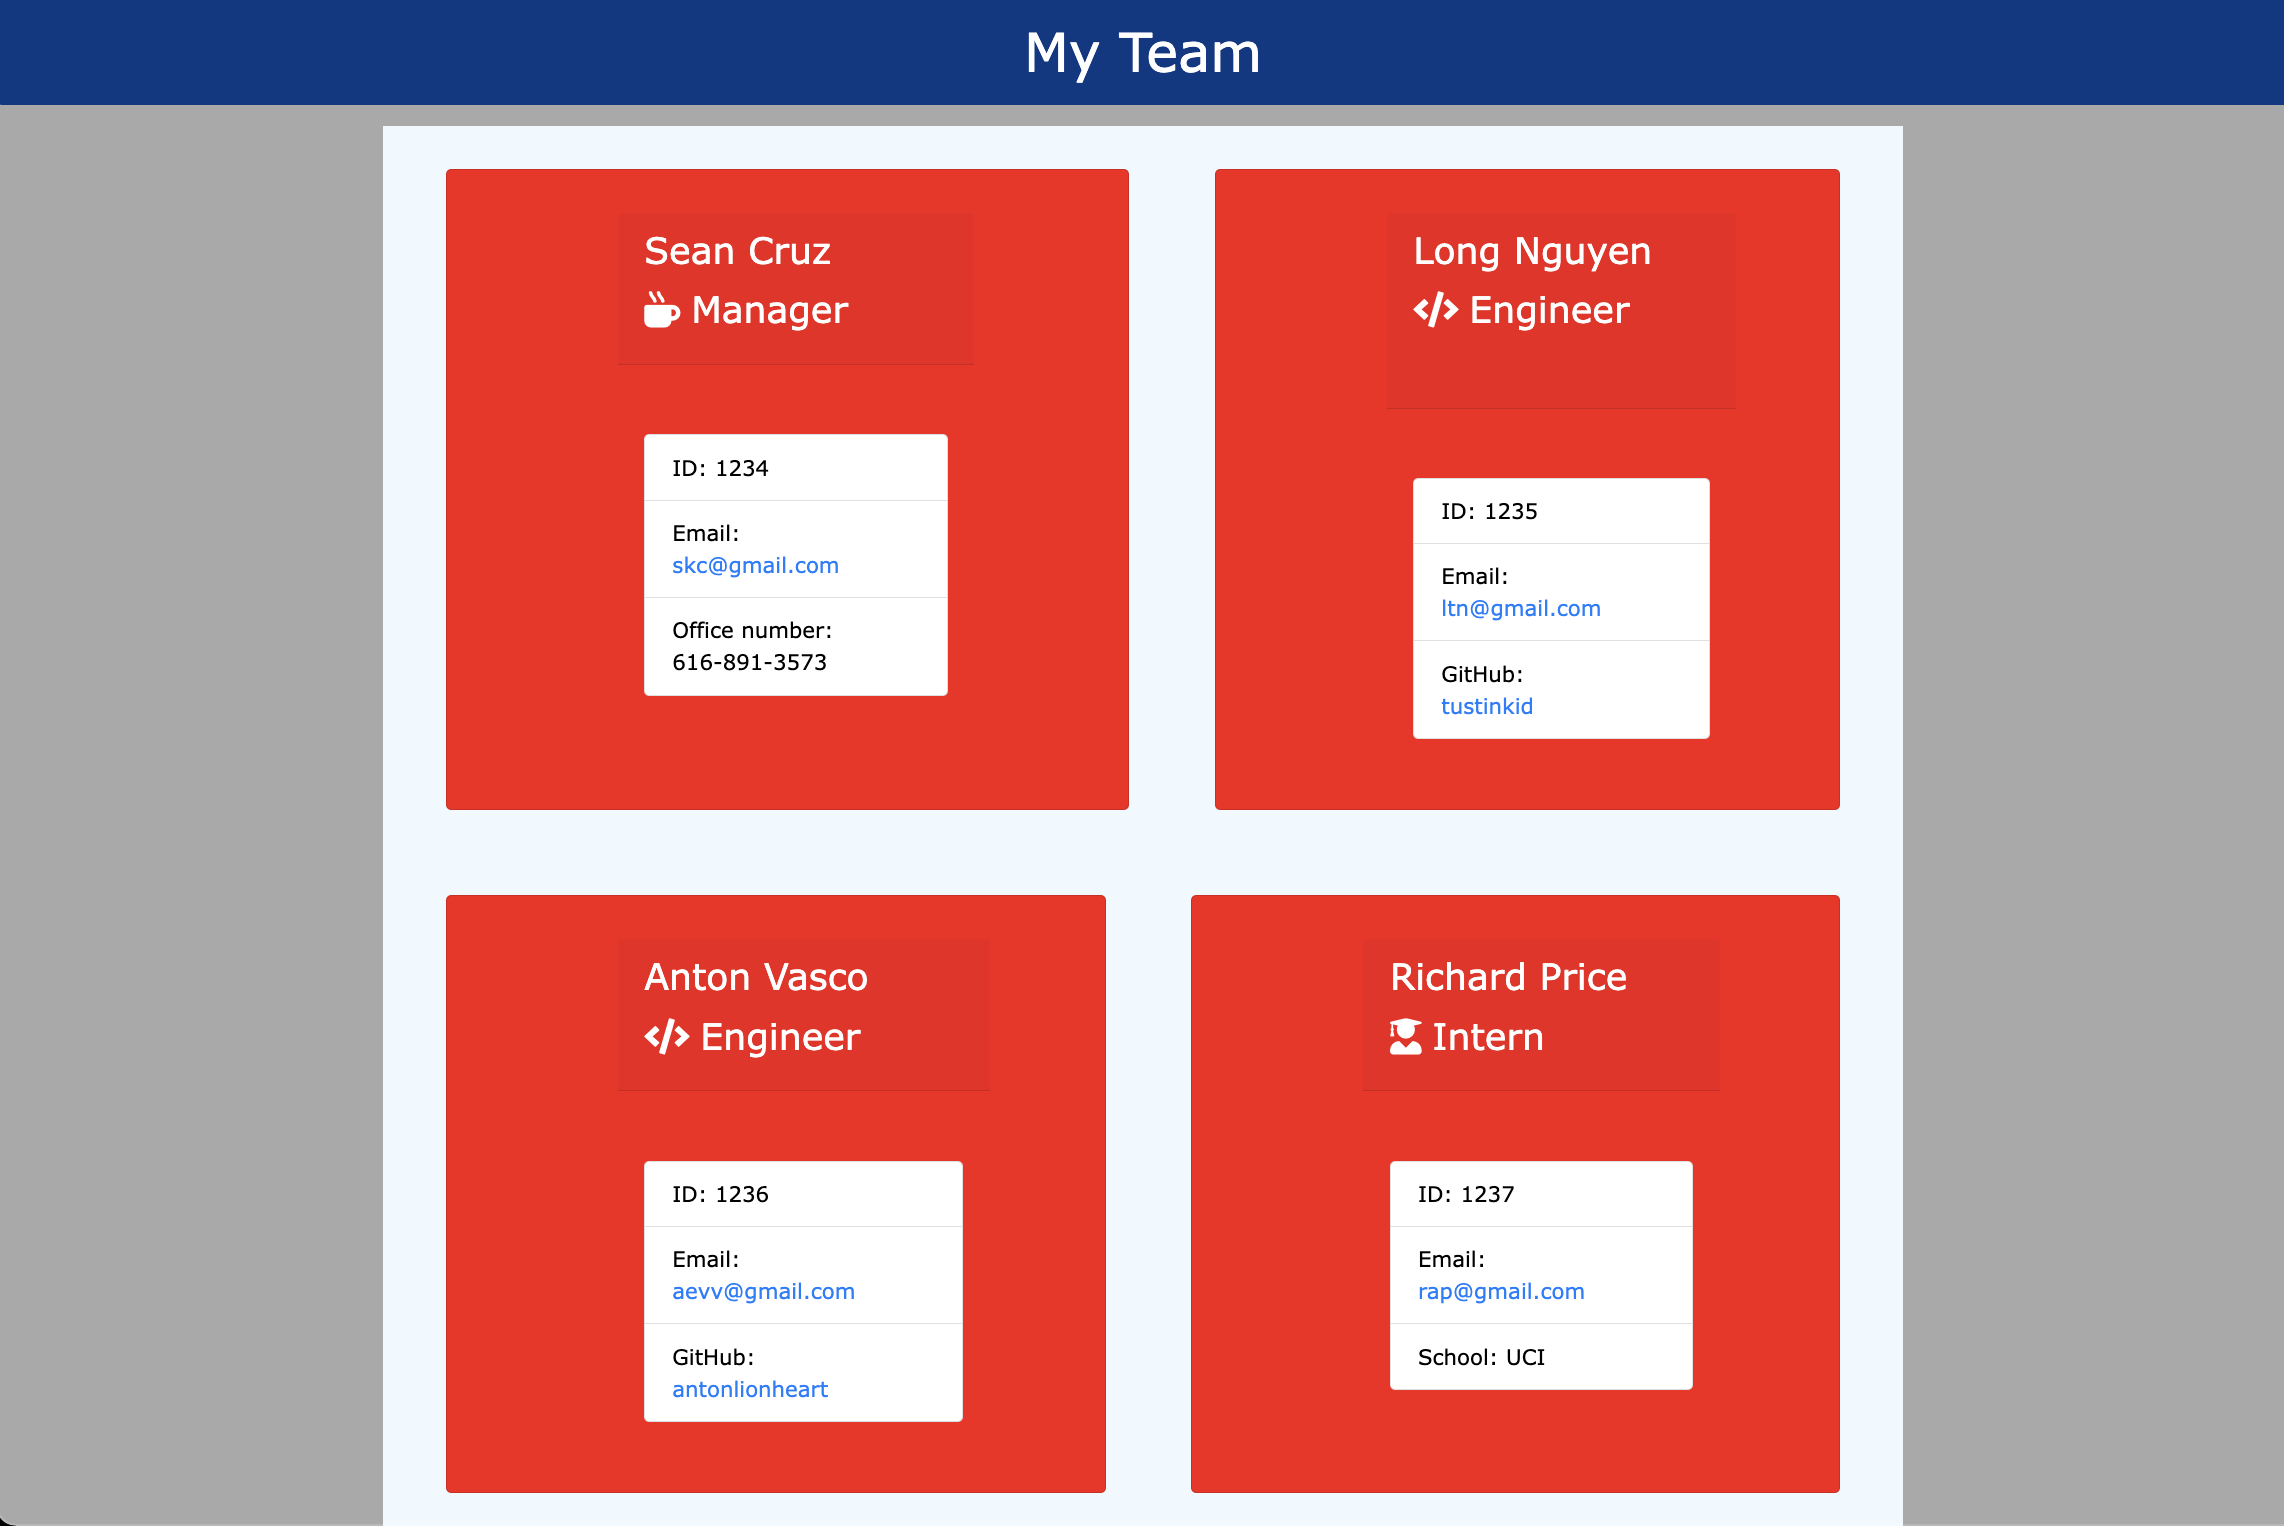 My Team
Sean Cruz
Manager
ID: 1234
Email:
skc@gmail.com
Office number:
616-891-3573
Long Nguyen
Engineer
ID: 1235
Email:
ltn@gmail.com
GitHub:
tustinkid
Anton Vasco
Engineer
ID: 1236
Email:
aevv@gmail.com
GitHub:
antonlionheart
Richard Price
Intern
ID: 1237
Email:
rap@gmail.com
School: UCI